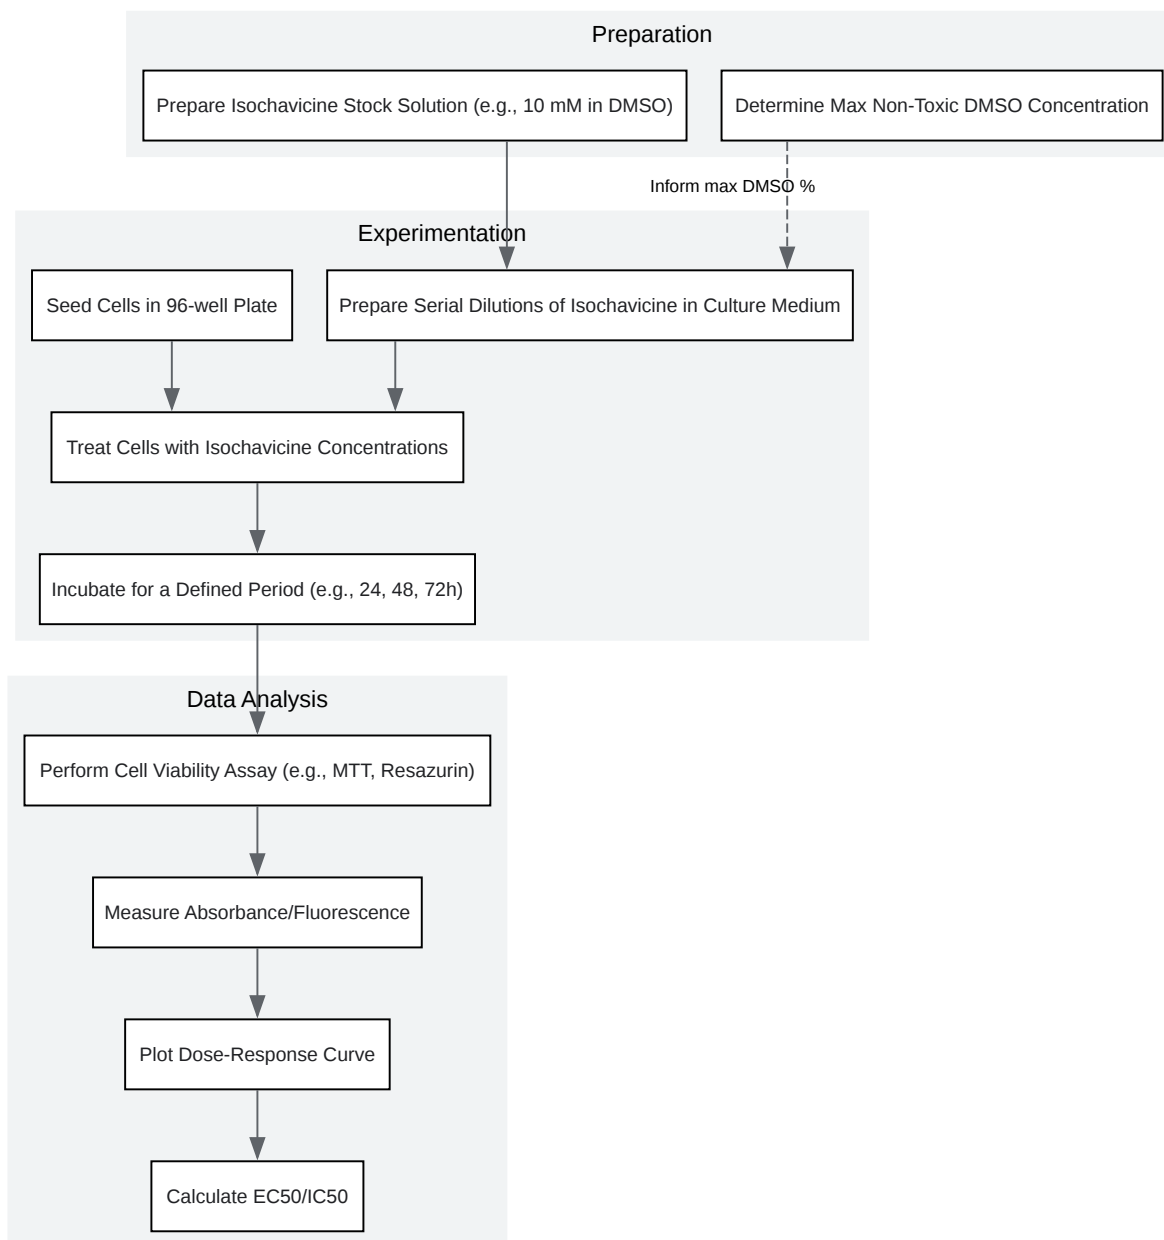 Preparation
Prepare Isochavicine Stock Solution (e.g., 10 mM in DMSO)
Determine Max Non-Toxic DMSO Concentration
Inform max DMSO %
Experimentation
Seed Cells in 96-well Plate
Prepare Serial Dilutions of Isochavicine in Culture Medium
Treat Cells with Isochavicine Concentrations
Incubate for a Defined Period (e.g., 24, 48, 72h)
Data Analysis
Perform Cell Viability Assay (e.g., MTT, Resazurin)
Measure Absorbance/Fluorescence
Plot Dose-Response Curve
Calculate EC50/IC50